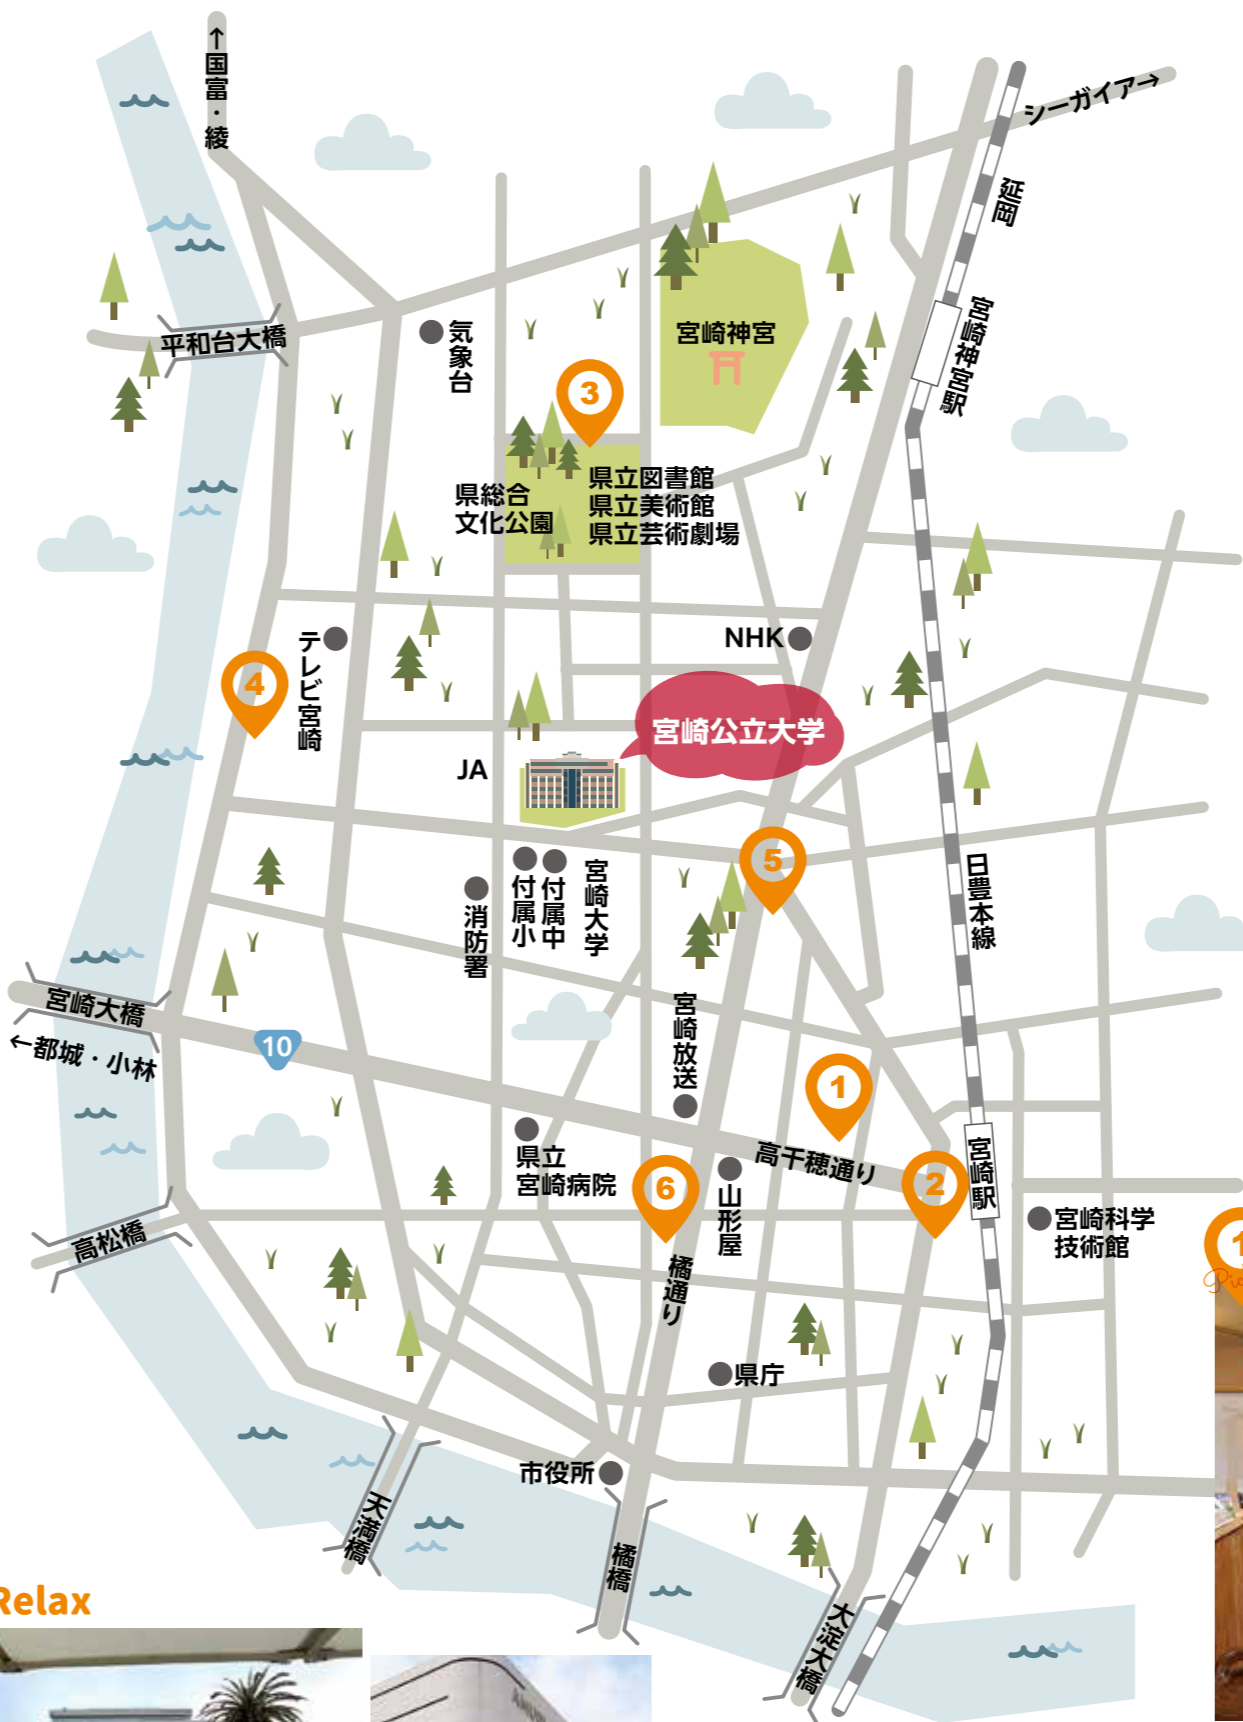 ↑国富・綾
シーガイア→
延岡
宮崎神宮駅
平和台大橋
気象台
宮崎神宮
3
県総合
文化公園
県立図書館
県立美術館
県立芸術劇場
テレビ宮崎
4
NHK
宮崎公立大学
JA
5
日豊本線
消防署
付属小
付属中
宮崎大学
宮崎大橋
←都城・小林
10
宮崎放送
1
高千穂通り
県立
宮崎病院
6
山形屋
2
宮崎駅
宮崎科学
技術館
高松橋
橘通り
県庁
市役所
天満橋
橘橋
大淀大橋
Relax
1